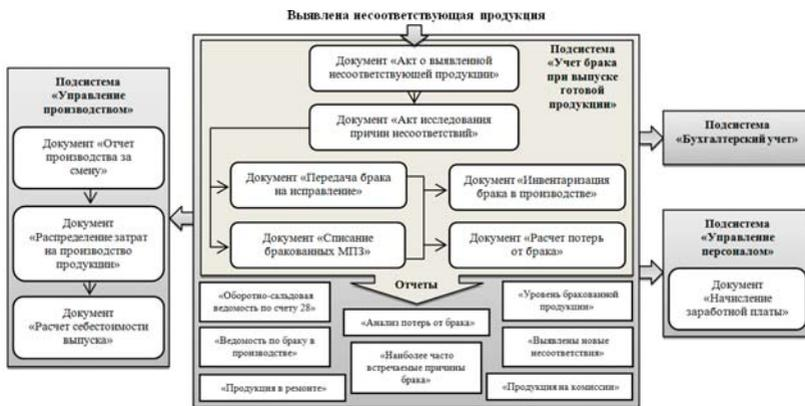 Выявлена несоответствующая продукция
Подсистема
«Управление
производством»
Документ «Отчет
производства за
смену»
Документ
«Распределение затрат
на производство
продукции»
Документ
«Расчет себестоимости
выпуска»
Документ «Акт о выявленной
несоответствующей продукции»
Подсистема
«Учет брака
при выпуске
готовой
продукции»
Документ «Акт исследования
причин несоответствий»
Документ «Передача брака
на исправление»
Документ «Инвентаризация
брака в производстве»
Документ «Списание
бракованных МПЗ»
Документ «Расчет потерь
от брака»
Отчеты
«Оборотно-сальдовая
ведомость по счету 28»
«Уровень бракованной
продукции»
«Анализ потерь от брака»
«Ведомость по браку
в производстве»
«Выявлены новые
несоответствия»
«Наиболее часто
встречаемые причины
брака»
«Продукция в ремонте»
«Продукция на комиссии»
Подсистема
«Бухгалтерский учет»
Подсистема
«Управление
персоналом»
Документ
«Начисление
заработной платы»